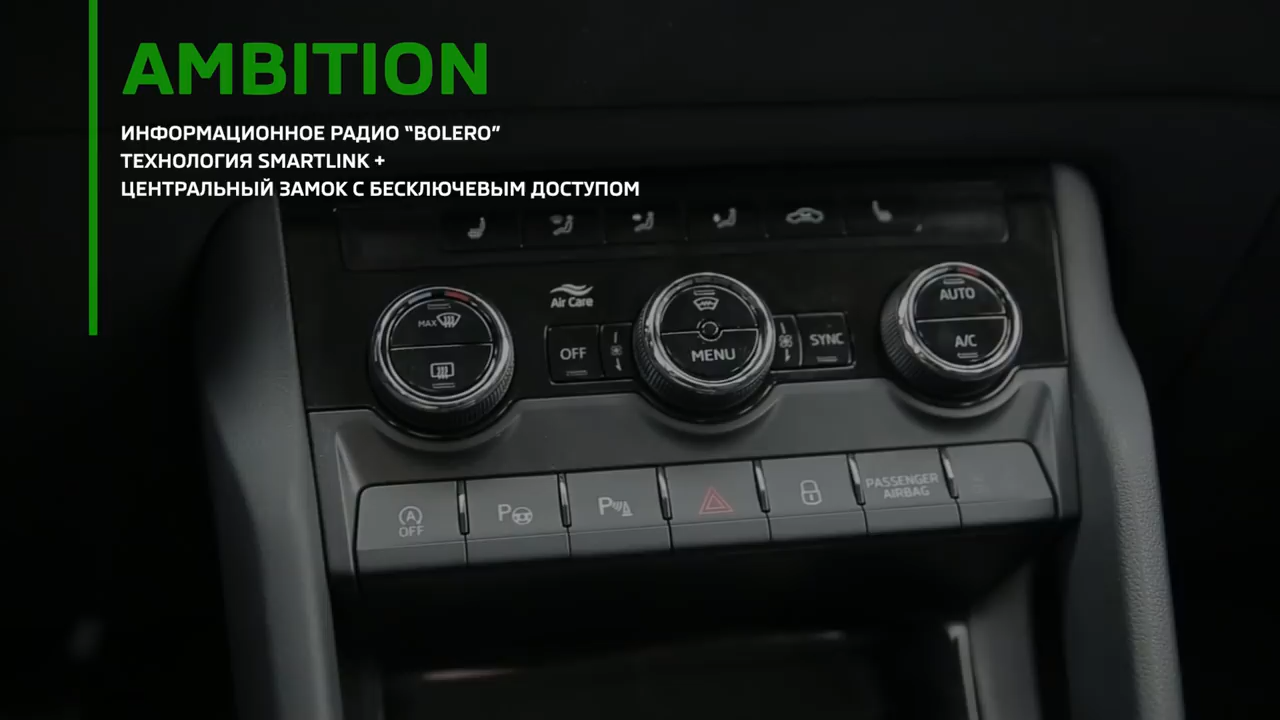 AMBITION
ИНФОРМАЦИОННОЕ РАДИО “BOLERO”
ТЕХНОЛОГИЯ SMARTLINK +
ЦЕНТРАЛЬНЫЙ ЗАМОК С БЕСКЛЮЧЕВЫМ ДОСТУПОМ
Air Care
MAX
OFF
MENU
SYNC
AUTO
A/C
A
OFF
P
P
PASSENGER
AIRBAG